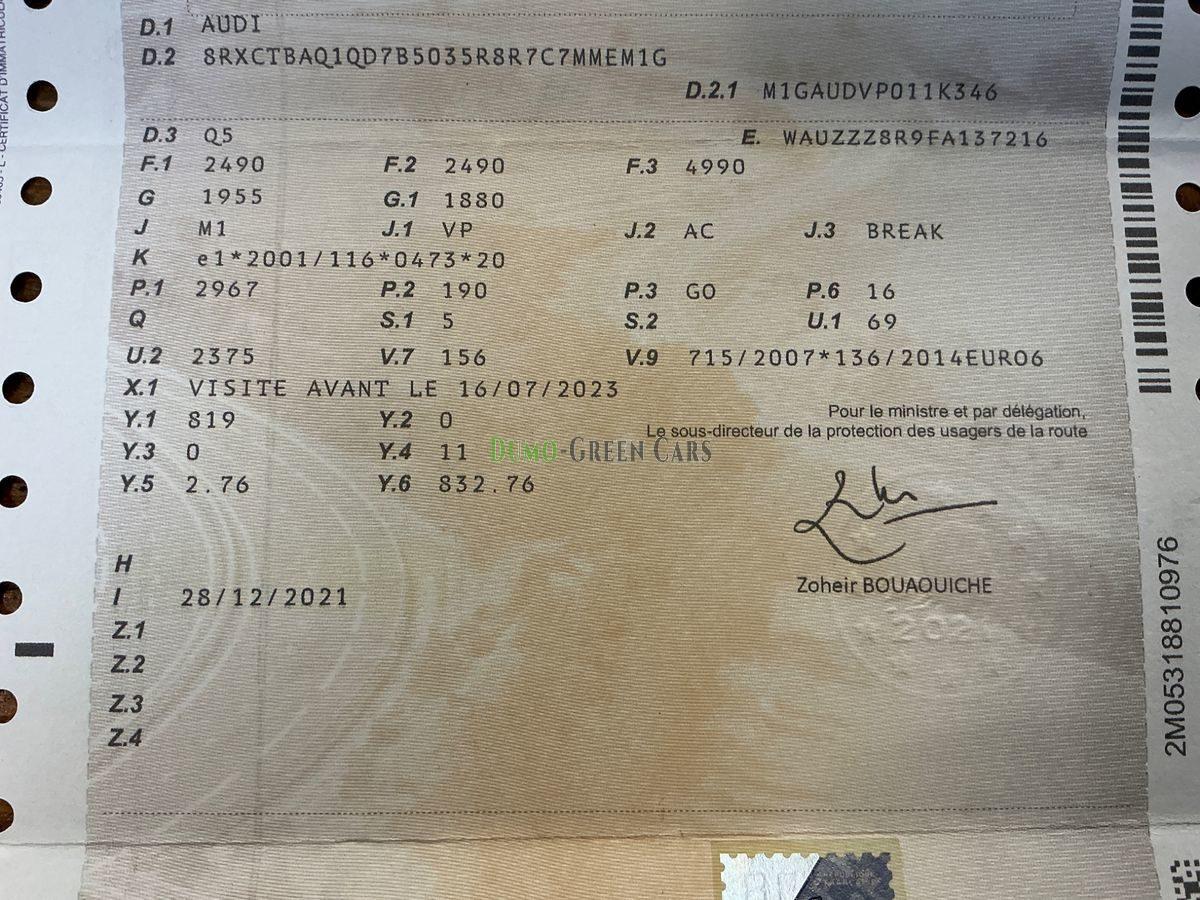 D.1 AUDI
D.2 8RXCTBAQ1QD7B5035R8R7C7MMEM1G
D.2.1 M1GAUDVP011K346
D.3 Q5 E. WAUZZZ8R9FA137216
F.1 2490 F.2 2490 F.3 4990
G 1955 G.1 1880
J M1 J.1 VP J.2 AC J.3 BREAK
K e1*2001/116*0473*20
P.1 2967 P.2 190 P.3 GO P.6 16
Q S.1 5 S.2 U.1 69
U.2 2375 V.7 156 V.9 715/2007*136/2014EURO6
X.1 VISITE AVANT LE 16/07/2023
Y.1 819 Y.2 0
Pour le ministre et par délégation,
Le sous-directeur de la protection des usagers de la route
Y.3 0 Y.4 11
DUMO-GREEN CARS
Y.5 2.76 Y.6 832.76
Zoheir BOUAOUICHE
H
I 28/12/2021
Z.1
Z.2
Z.3
Z.4
2M05318810976